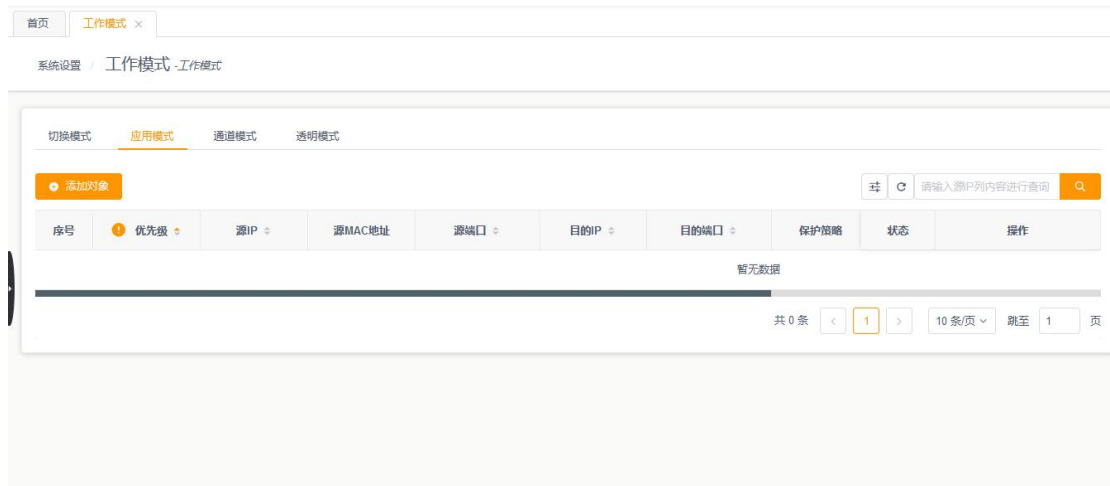 首页 工作模式 ×
系统设置 / 工作模式 -工作模式
切换模式 应用模式 通道模式 透明模式
添加对象 请输入源IP列内容进行查询
序号 优先级 源IP 源MAC地址 源端口 目的IP 目的端口 保护策略 状态 操作
暂无数据
共 0 条 < 1 > 10 条/页 跳至 1 页